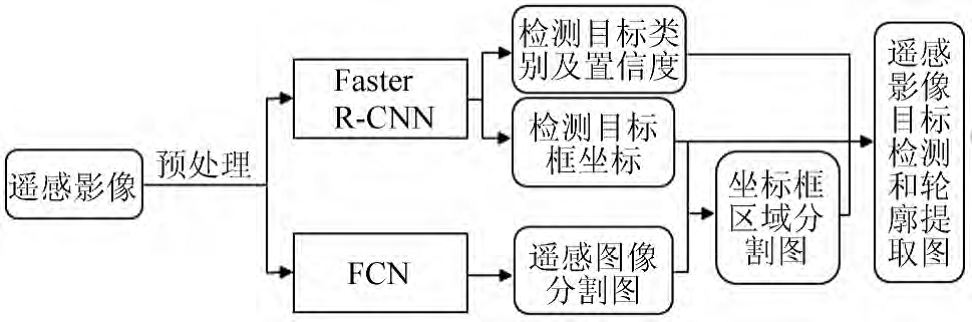 遥感影像
预处理
Faster
R-CNN
FCN
检测目标类
别及置信度
检测目标
框坐标
遥感图像
分割图
坐标框
区域分
割图
遥感
影像
目标
检测
和轮
廓提
取图